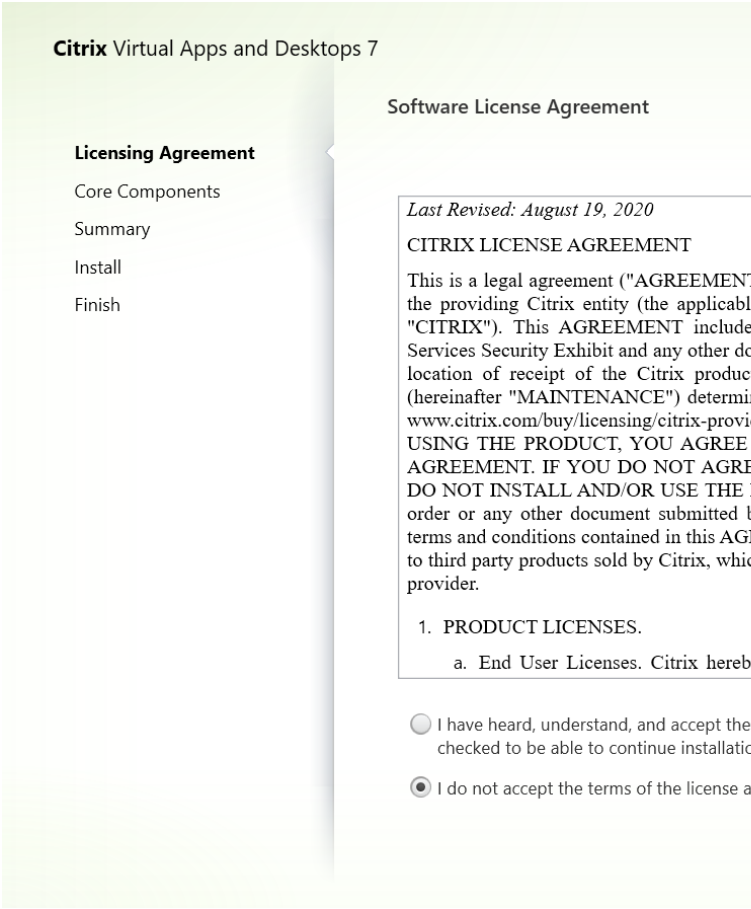 Citrix Virtual Apps and Desktops 7
Licensing Agreement
Core Components
Summary
Install
Finish
Software License Agreement
Last Revised: August 19, 2020
CITRIX LICENSE AGREEMENT
This is a legal agreement ("AGREEMENT
the providing Citrix entity (the applicabl
"CITRIX"). This AGREEMENT include
Services Security Exhibit and any other do
location of receipt of the Citrix produc
(hereinafter "MAINTENANCE") determi
www.citrix.com/buy/licensing/citrix-provi
USING THE PRODUCT, YOU AGREE
AGREEMENT. IF YOU DO NOT AGRE
DO NOT INSTALL AND/OR USE THE
order or any other document submitted b
terms and conditions contained in this AG
to third party products sold by Citrix, whic
provider.
1. PRODUCT LICENSES.
a. End User Licenses. Citrix hereb
I have heard, understand, and accept the
checked to be able to continue installatio
I do not accept the terms of the license a